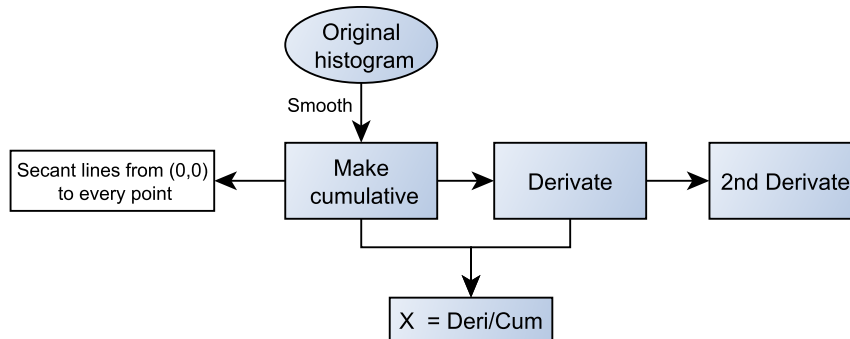 Original
histogram
Smooth
Secant lines from (0,0)
to every point
Make
cumulative
Derivate
2nd Derivate
X = Deri/Cum